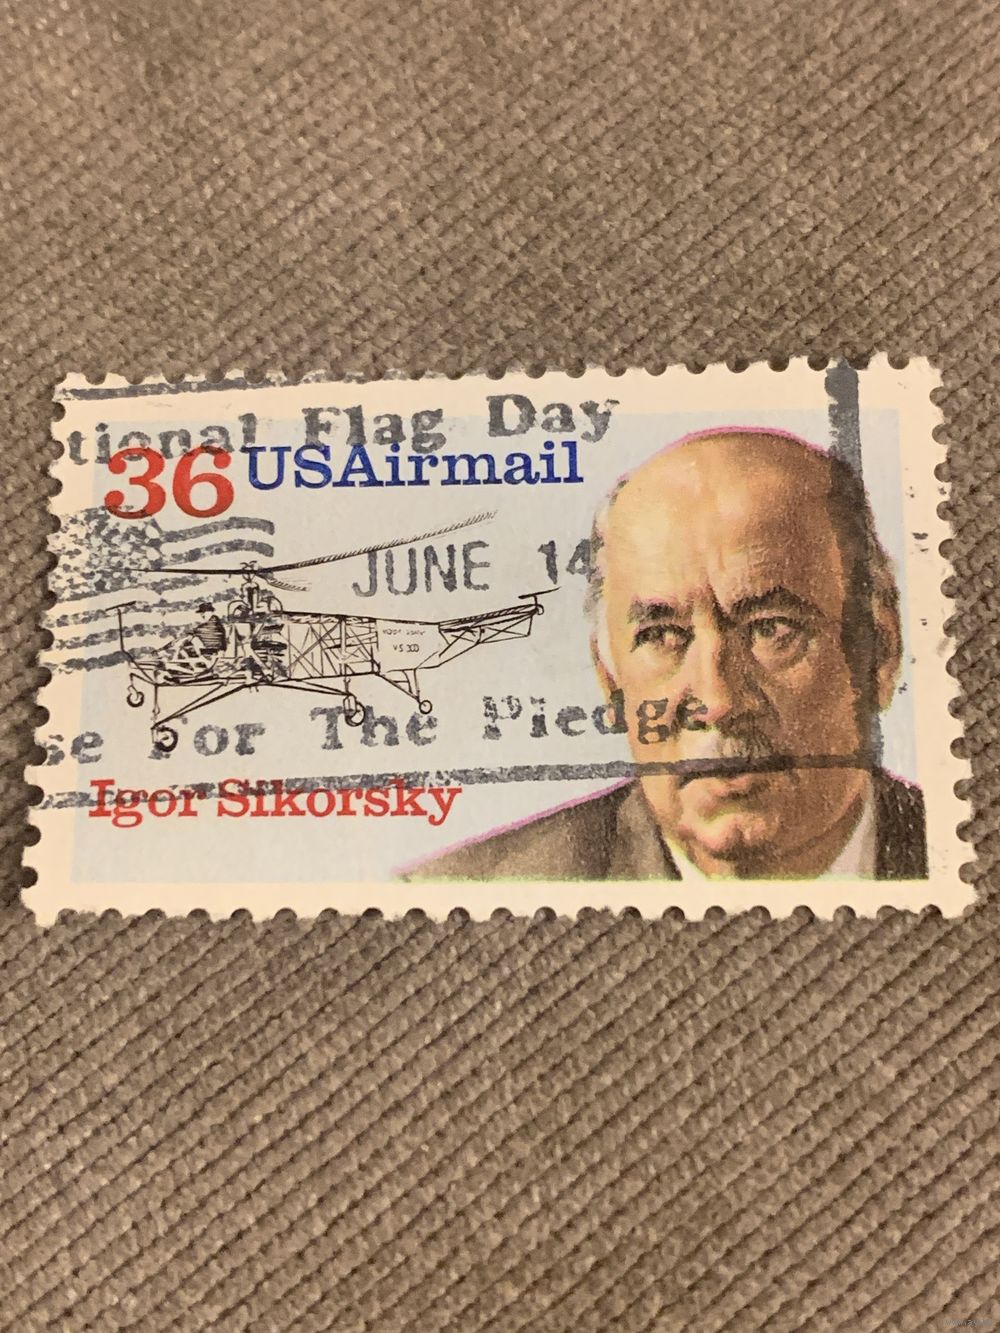 tional Flag Day
36 USAirmail
JUNE 14
VS 300
se For The Pledge
Igor Sikorsky